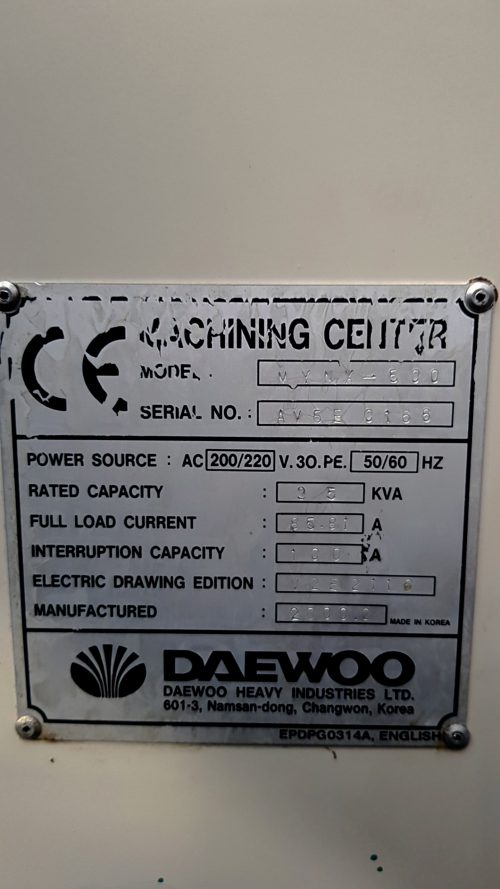 CE MACHINING CENTER
MODEL :
SERIAL NO. :
POWER SOURCE : AC 200/220 V. 3O. P.E. 50/60 HZ
RATED CAPACITY : KVA
FULL LOAD CURRENT : A
INTERRUPTION CAPACITY : A
ELECTRIC DRAWING EDITION :
MANUFACTURED :
MADE IN KOREA
DAEWOO
DAEWOO HEAVY INDUSTRIES LTD.
601-3, Namsan-dong, Changwon, Korea
EPDPG0314A, ENGLISH